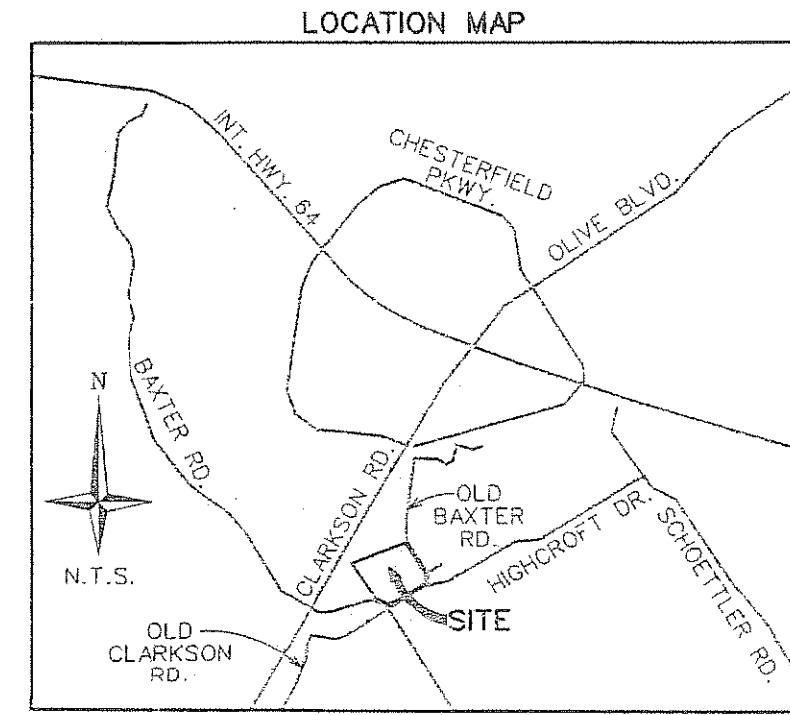 LOCATION MAP
INT. HWY. 64
CHESTERFIELD
PKWY.
OLIVE BLVD.
BAXTER RD.
N
N.T.S.
CLARKSON RD.
OLD
BAXTER
RD.
HIGHCROFT DR.
SCHOETTLER RD.
SITE
OLD
CLARKSON
RD.